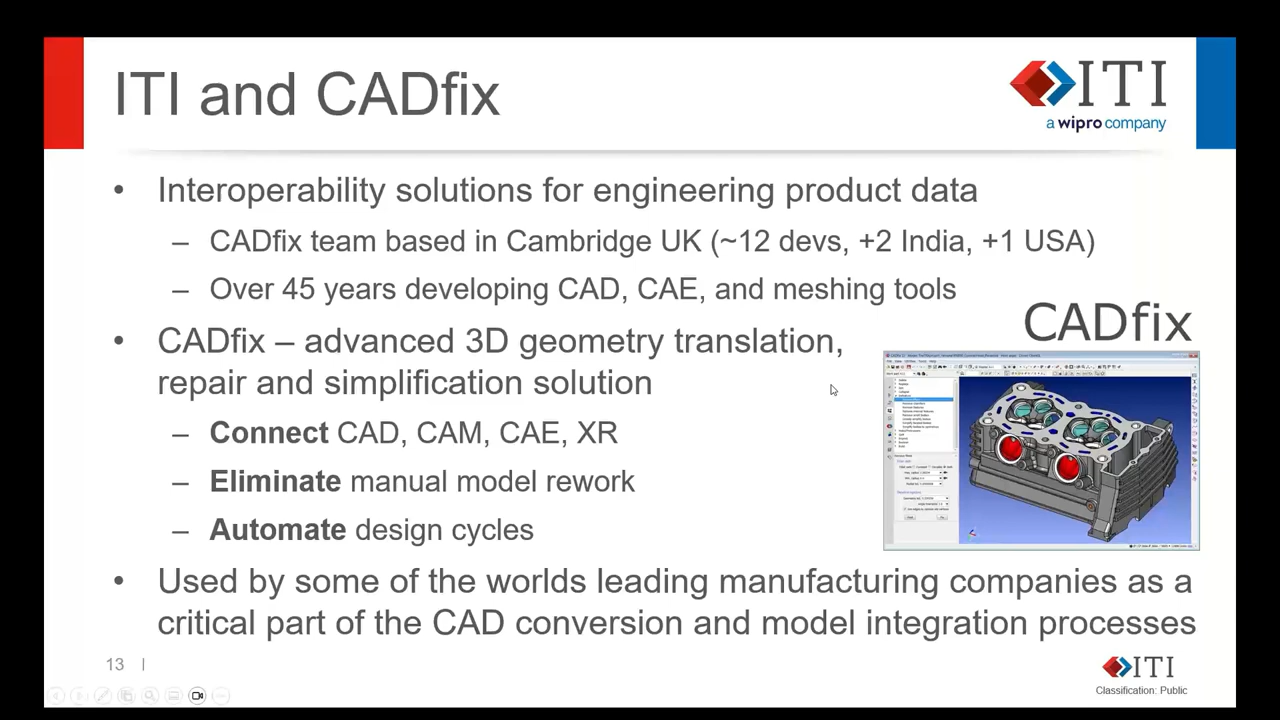 ITI and CADfix
ITI
a wipro company
• Interoperability solutions for engineering product data
– CADfix team based in Cambridge UK (~12 devs, +2 India, +1 USA)
– Over 45 years developing CAD, CAE, and meshing tools
CADfix
• CADfix – advanced 3D geometry translation,
repair and simplification solution
– Connect CAD, CAM, CAE, XR
– Eliminate manual model rework
– Automate design cycles
• Used by some of the worlds leading manufacturing companies as a
critical part of the CAD conversion and model integration processes
13 |
ITI
Classification: Public